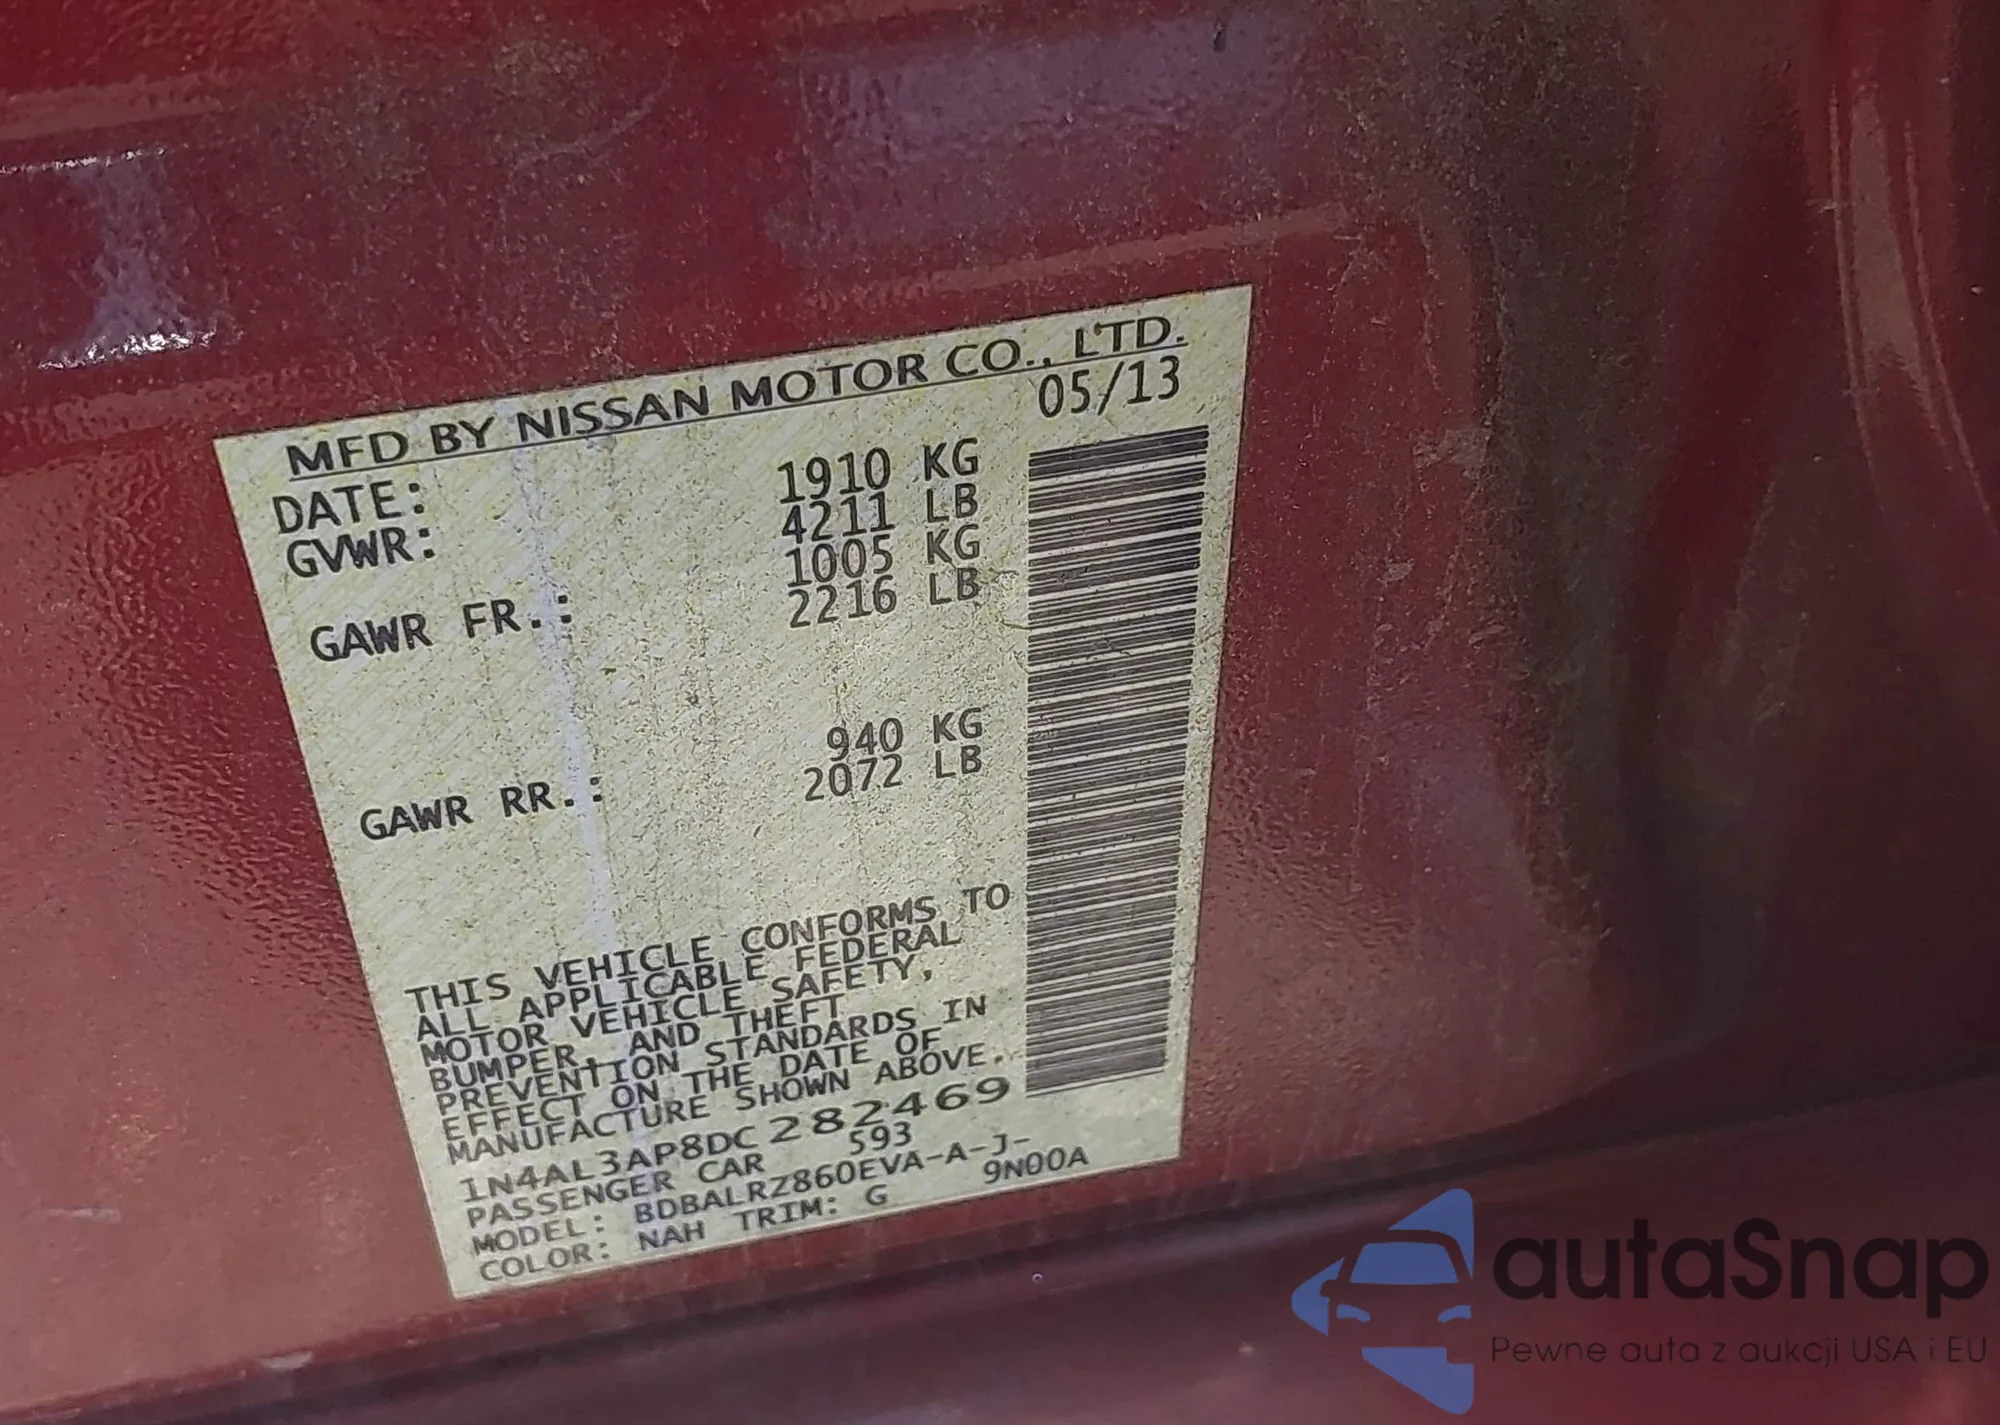 MFD BY NISSAN MOTOR CO., LTD.
DATE: 05/13
GVWR: 1910 KG
4211 LB
GAWR FR.: 1005 KG
2216 LB
GAWR RR.: 940 KG
2072 LB
THIS VEHICLE CONFORMS TO
ALL APPLICABLE FEDERAL
MOTOR VEHICLE SAFETY,
BUMPER, AND THEFT
PREVENTION STANDARDS IN
EFFECT ON THE DATE OF
MANUFACTURE SHOWN ABOVE.
1N4AL3AP8DC282469
PASSENGER CAR 593
MODEL: BDBALRZ860EVA-A-J-
COLOR: NAH TRIM: G 9N00A
autaSnap
Pewne auta z aukcji USA i EU